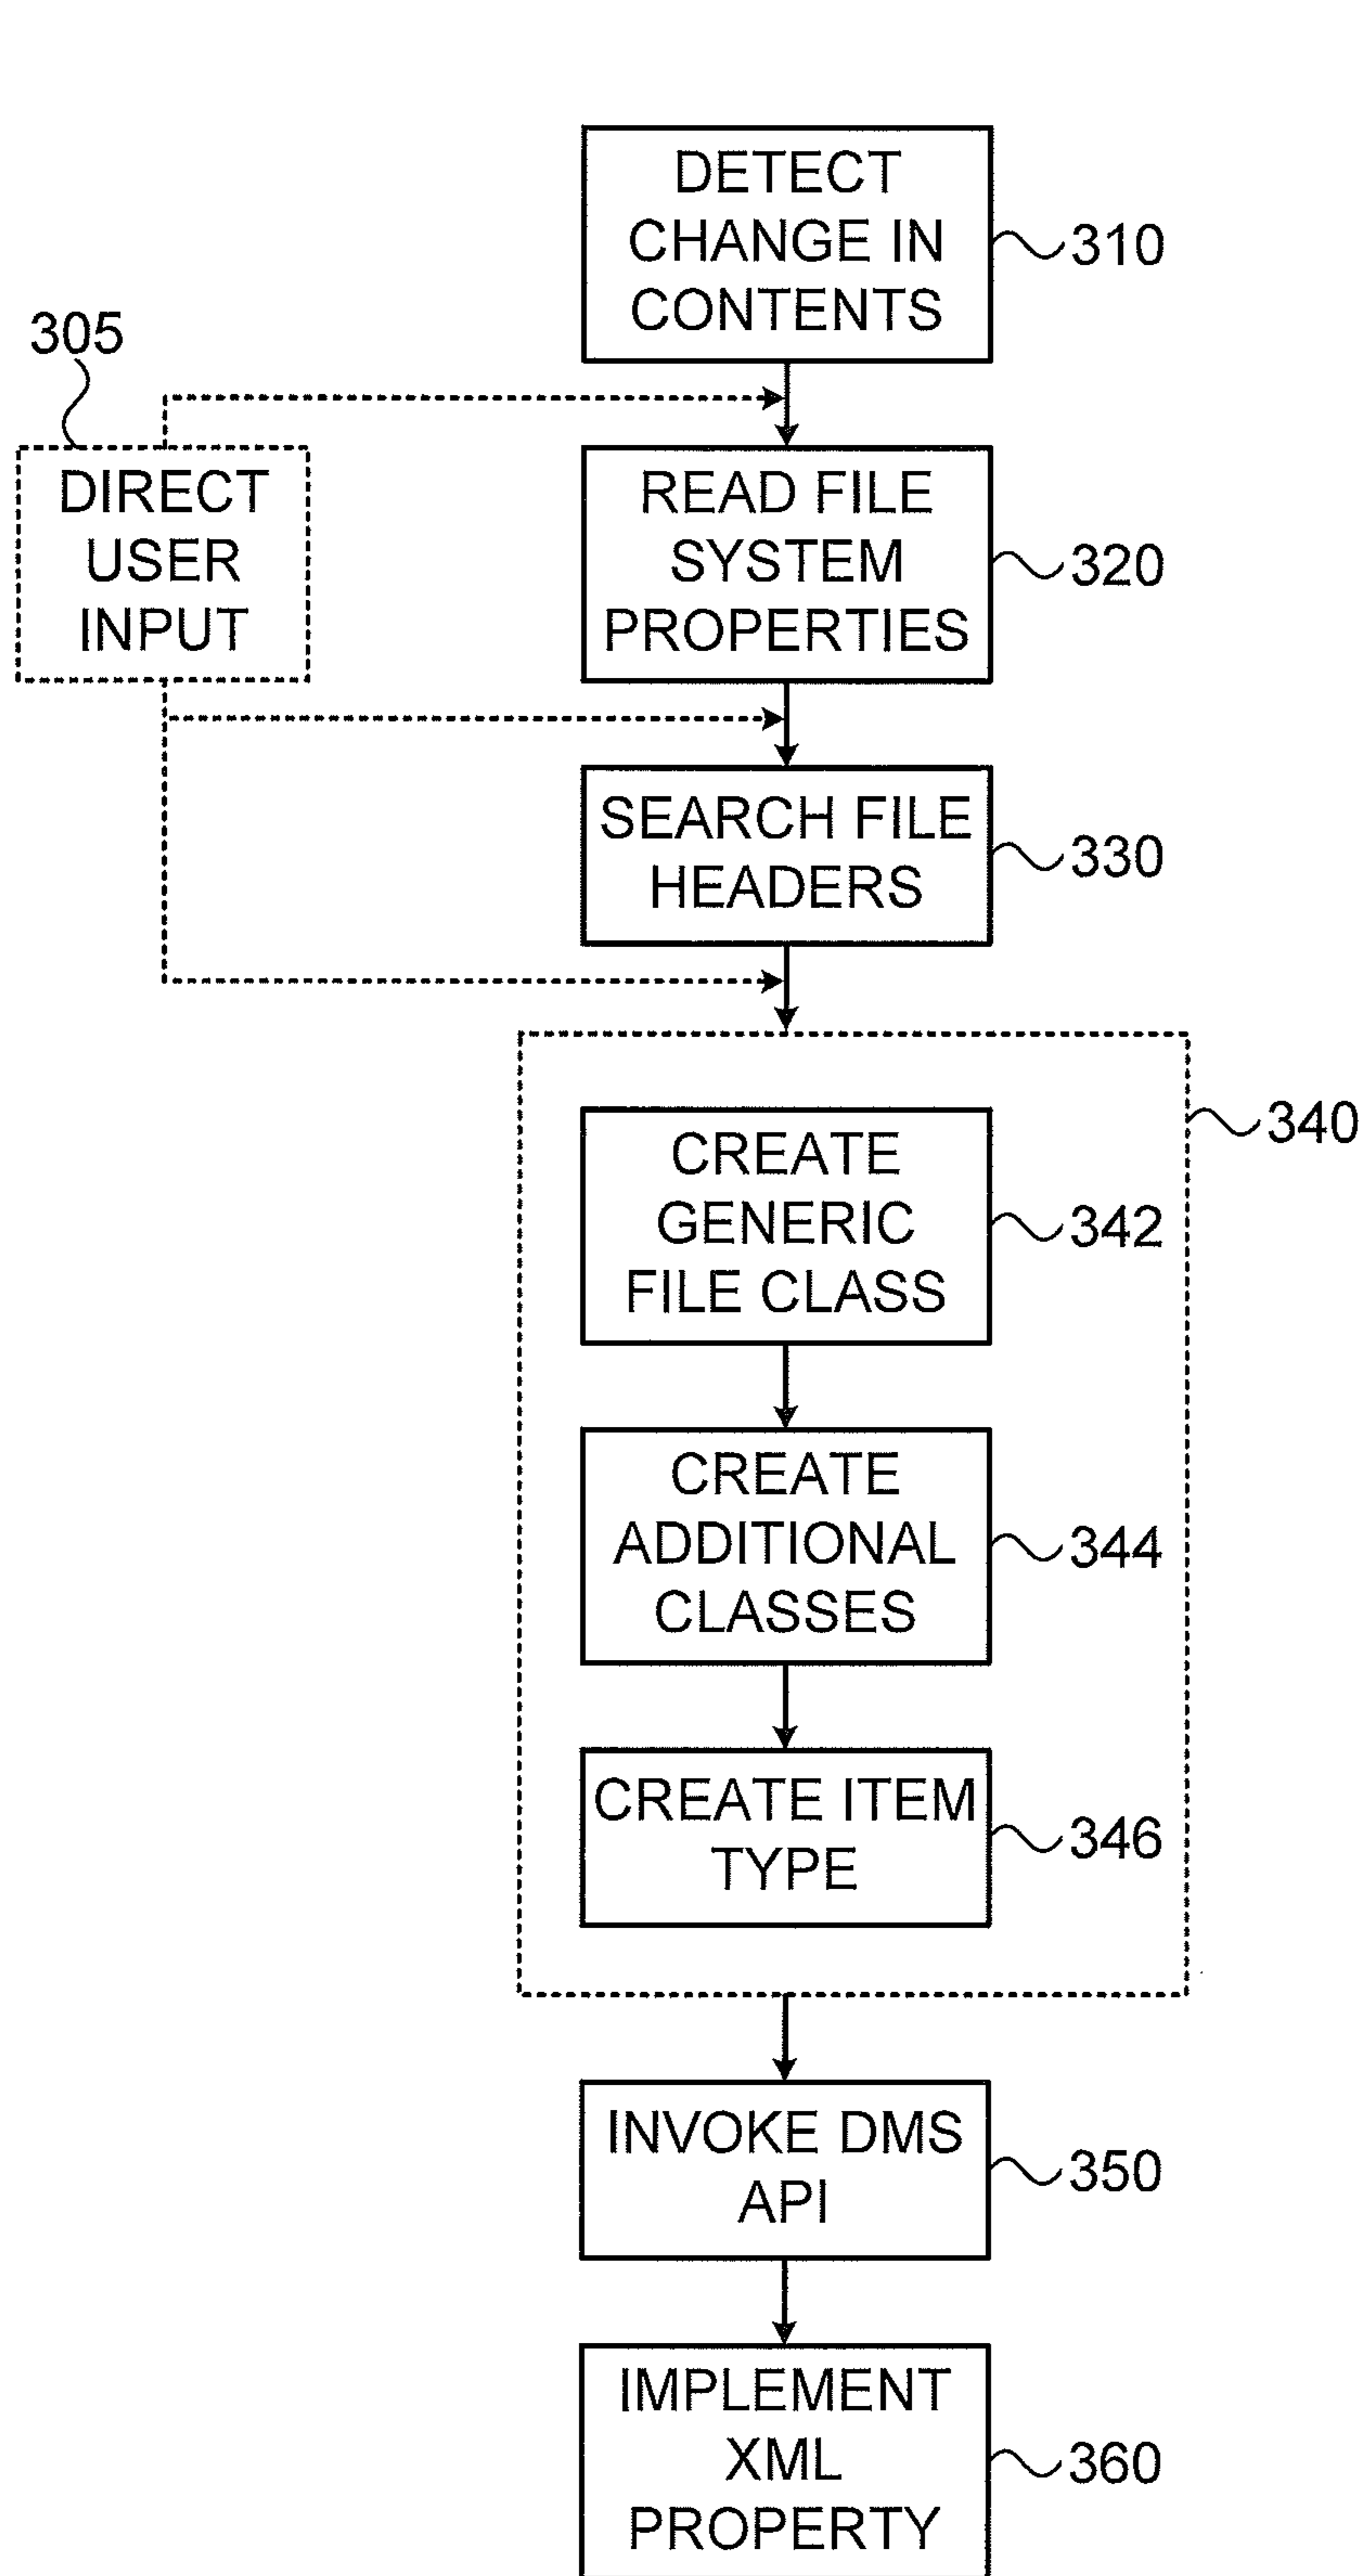 DETECT
CHANGE IN
CONTENTS
310
305
DIRECT
USER
INPUT
READ FILE
SYSTEM
PROPERTIES
320
SEARCH FILE
HEADERS
330
340
CREATE
GENERIC
FILE CLASS
342
CREATE
ADDITIONAL
CLASSES
344
CREATE ITEM
TYPE
346
INVOKE DMS
API
350
IMPLEMENT
XML
PROPERTY
360